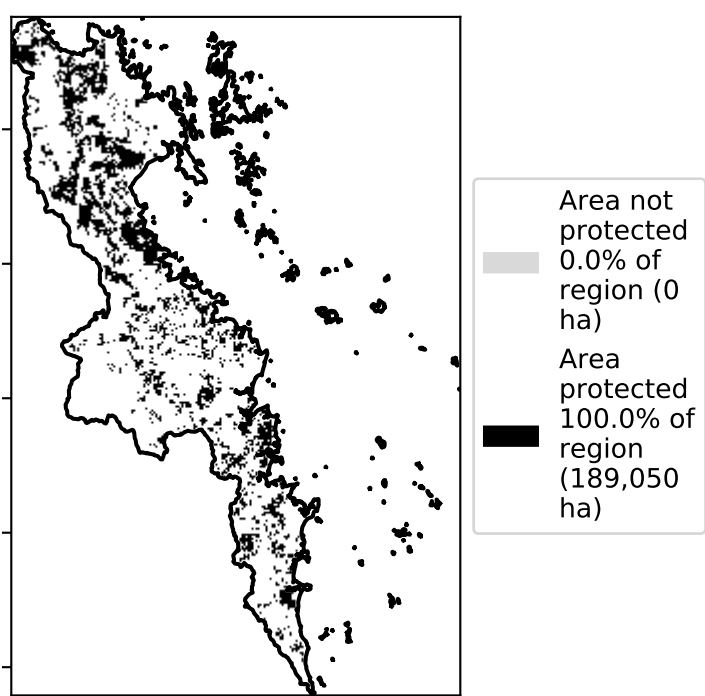 Area not
protected
0.0% of
region (0
ha)
Area
protected
100.0% of
region
(189,050
ha)